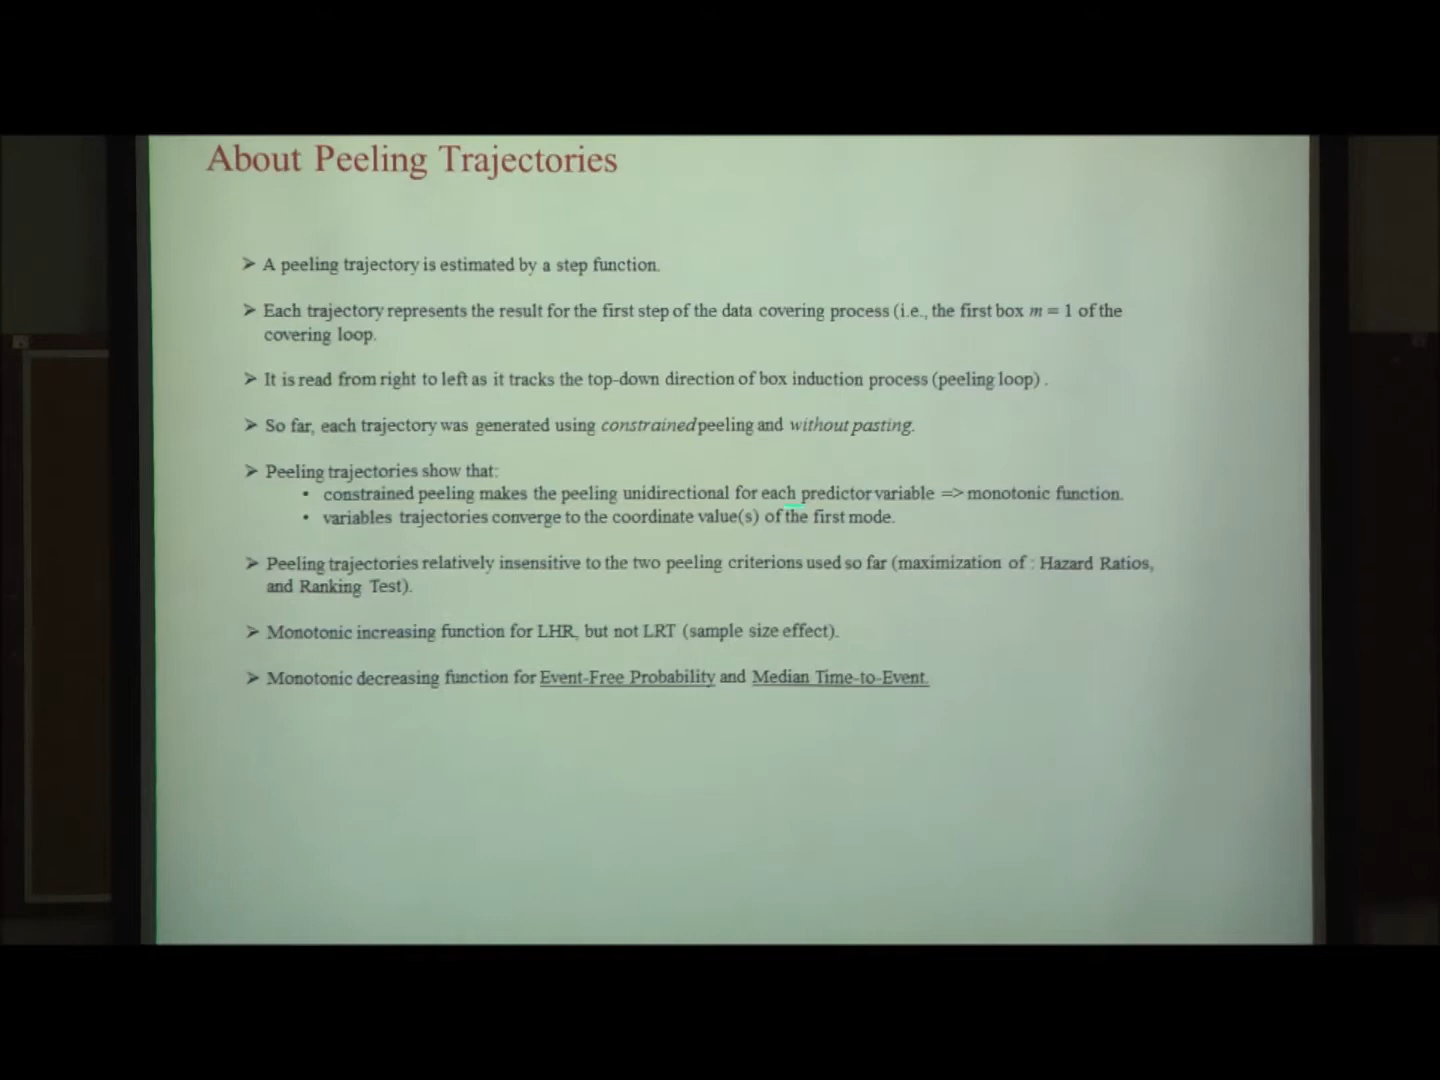 About Peeling Trajectories
➢ A peeling trajectory is estimated by a step function.
➢ Each trajectory represents the result for the first step of the data covering process (i.e., the first box m = 1 of the
covering loop.
➢ It is read from right to left as it tracks the top-down direction of box induction process (peeling loop) .
➢ So far, each trajectory was generated using constrained peeling and without pasting.
➢ Peeling trajectories show that:
• constrained peeling makes the peeling unidirectional for each predictor variable => monotonic function.
• variables trajectories converge to the coordinate value(s) of the first mode.
➢ Peeling trajectories relatively insensitive to the two peeling criterions used so far (maximization of : Hazard Ratios,
and Ranking Test).
➢ Monotonic increasing function for LHR, but not LRT (sample size effect).
➢ Monotonic decreasing function for Event-Free Probability and Median Time-to-Event.